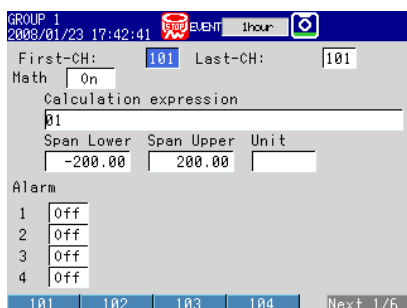 GROUP 1
2008/01/23 17:42:41 STOP EVENT 1hour
First-CH: 101 Last-CH: 101
Math On
Calculation expression
01
Span Lower Span Upper Unit
-200.00 200.00
Alarm
1 Off
2 Off
3 Off
4 Off
101 102 103 104 Next 1/6